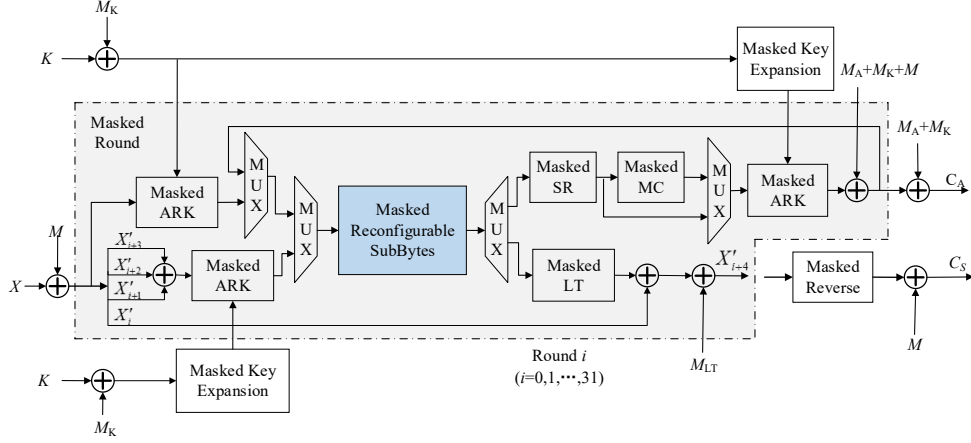 M_K
K
Masked Key
Expansion
M_A+M_K+M
Masked
Round
M_A+M_K
M
U
X
Masked
SR
Masked
MC
M
U
X
Masked
ARK
Masked
ARK
C_A
M
U
X
Masked
Reconfigurable
SubBytes
M
U
X
M
X'_{i+3}
X'_{i+2}
X'_{i+1}
X'_i
X
Masked
ARK
Masked
LT
X'_{i+4}
Masked
Reverse
C_S
K
Masked Key
Expansion
Round i
(i=0,1,⋯,31)
M_LT
M
M_K